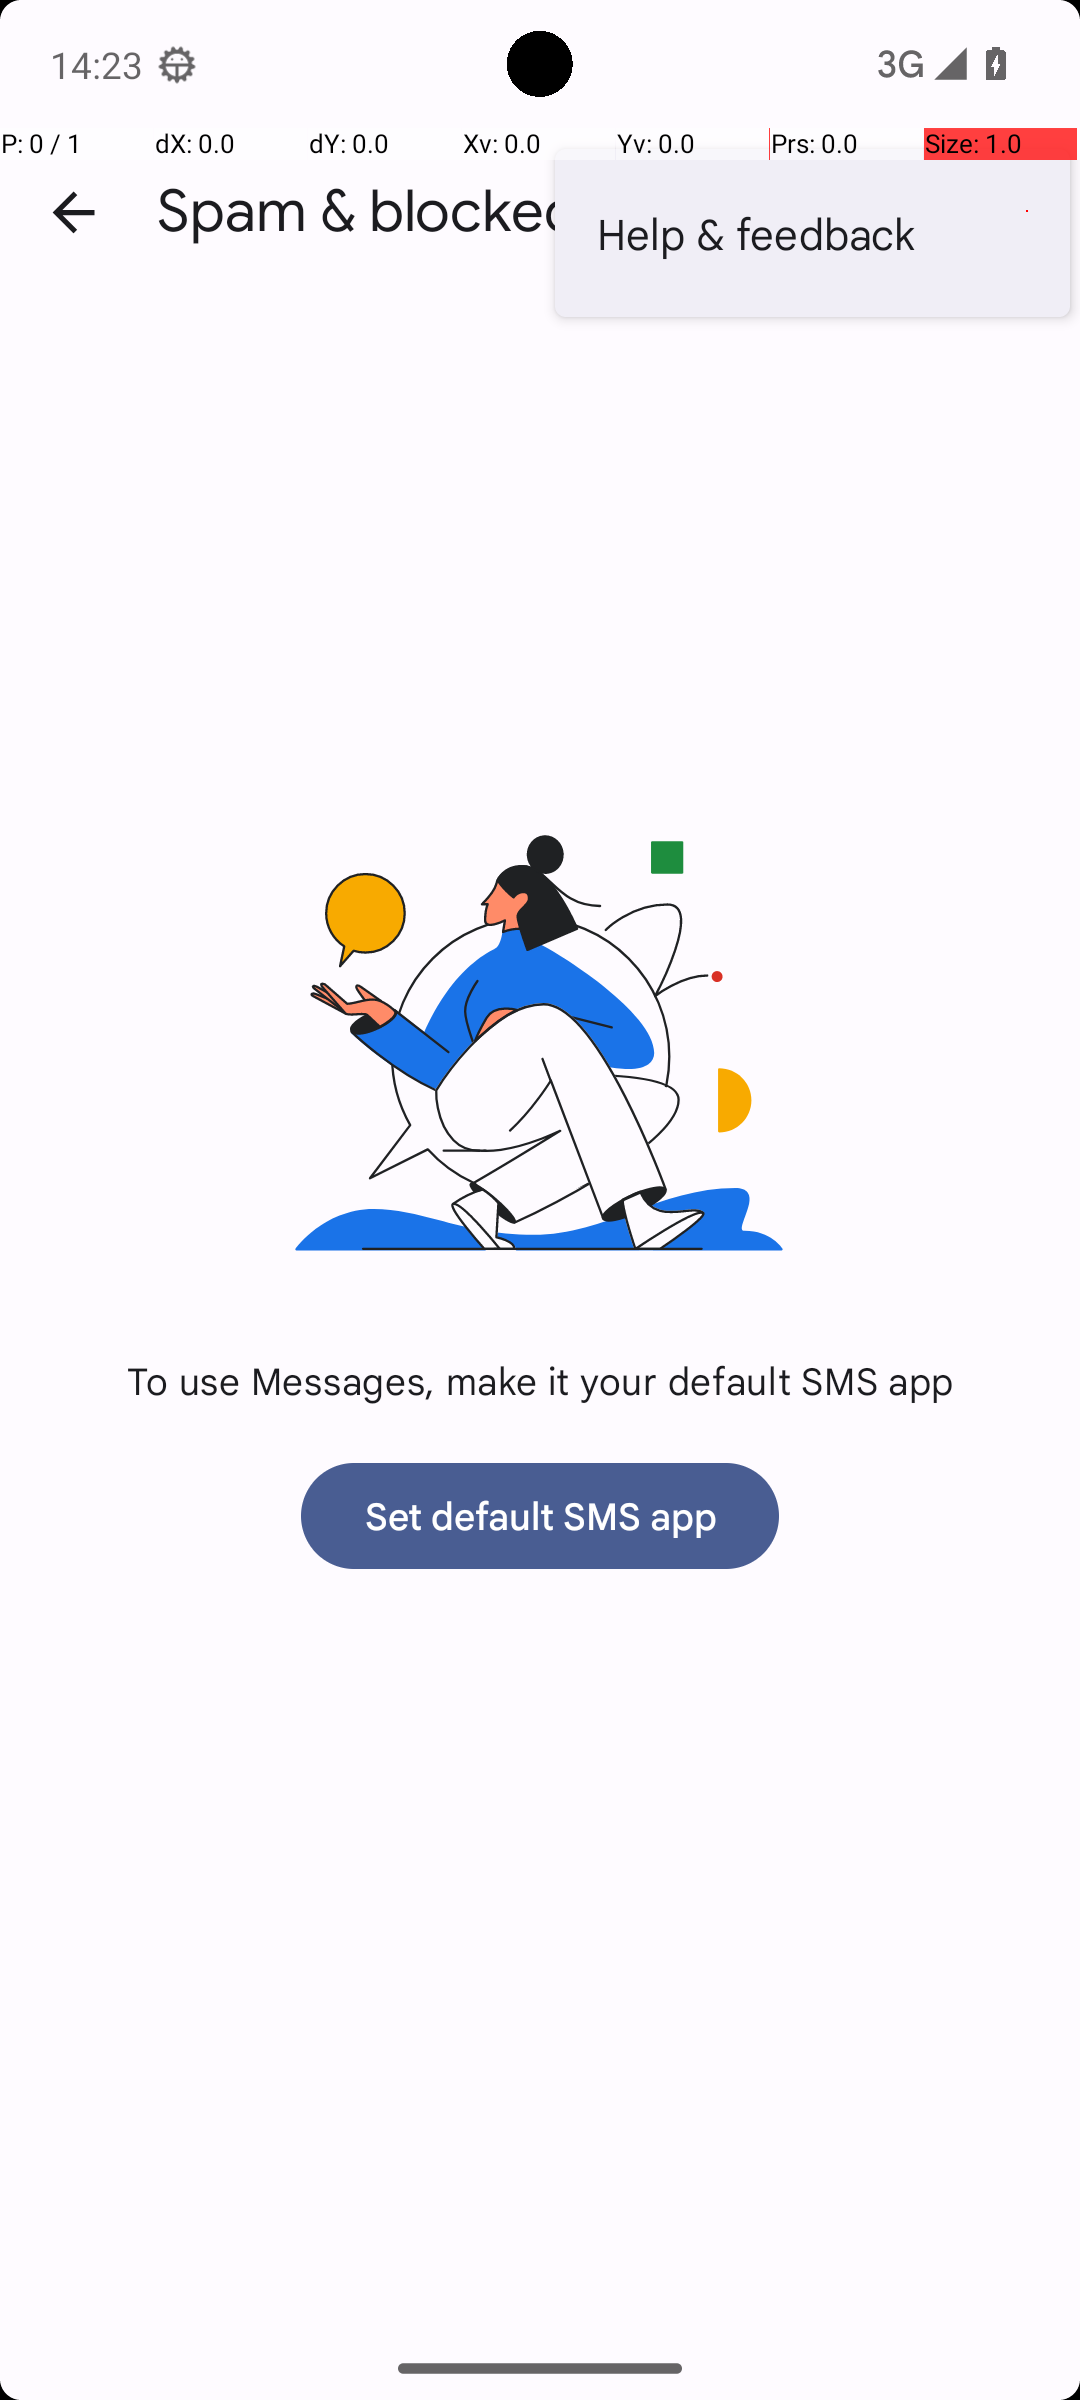 14:23
3G
P: 0 / 1 dX: 0.0 dY: 0.0 Xv: 0.0 Yv: 0.0 Prs: 0.0 Size: 1.0
Spam & blocked
Help & feedback
To use Messages, make it your default SMS app
Set default SMS app